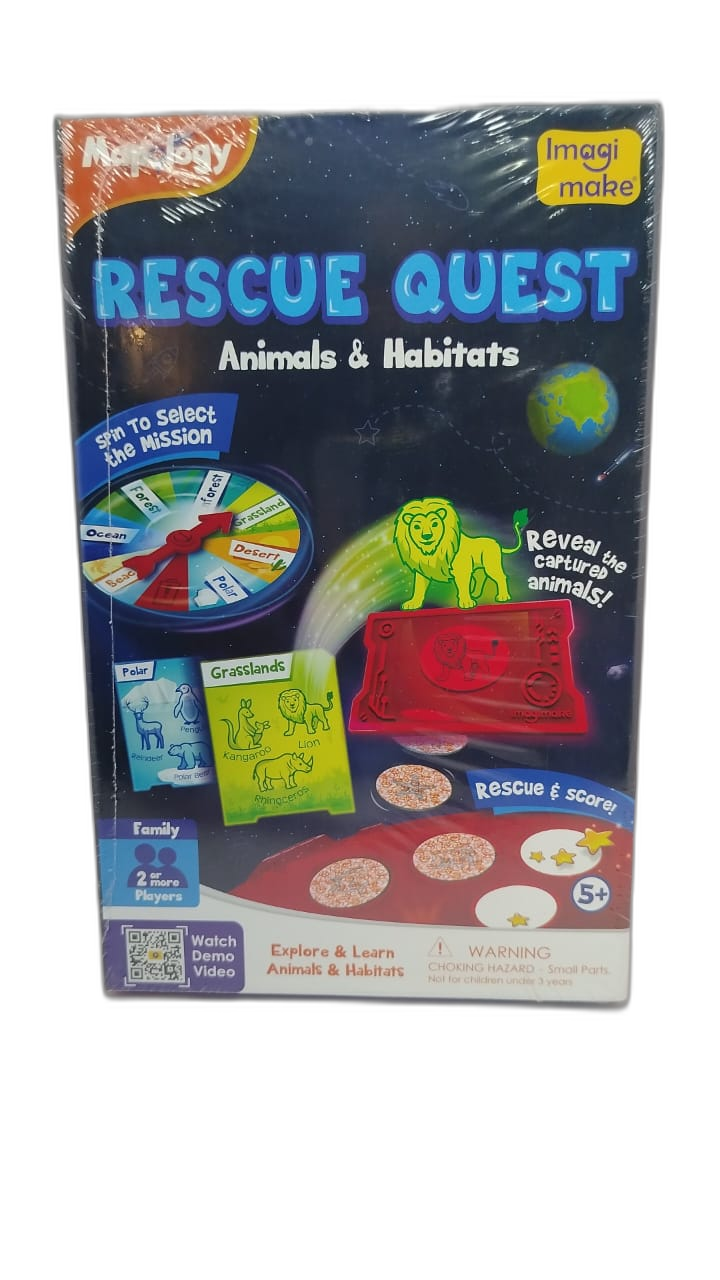 Mapology
Imagi
make
RESCUE QUEST
Animals & Habitats
Spin To Select
the Mission
Forest
Grassland
Ocean
Desert
Polar
Reveal the
captured
animals!
Polar
Reindeer
Polar
Grasslands
Kangaroo
Lion
Rhinoceros
imagimake
Rescue & Score!
Family
2 or more
Players
5+
Watch
Demo
Video
Explore & Learn
Animals & Habitats
WARNING
CHOKING HAZARD - Small Parts.
Not for children under 3 years